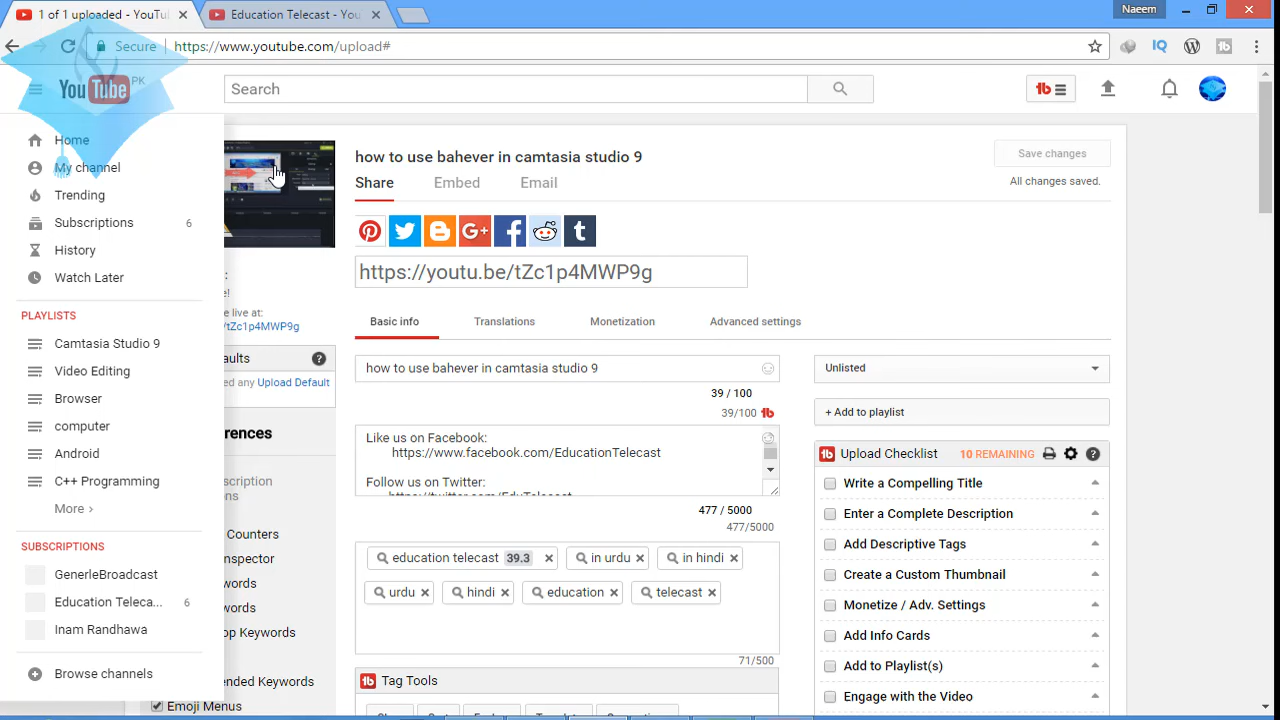 1 of 1 uploaded - YouTu
Education Telecast - Yo
Naeem
Secure
https://www.youtube.com/upload#
YouTube PK
Search
Home
My channel
Trending
Subscriptions 6
History
Watch Later
PLAYLISTS
Camtasia Studio 9
Video Editing
Browser
computer
Android
C++ Programming
More ›
SUBSCRIPTIONS
GenerleBroadcast
Education Teleca... 6
Inam Randhawa
Browse channels
e live at:
/tZc1p4MWP9g
aults
ed any Upload Default
rences
scription
ons
Counters
nspector
words
words
op Keywords
ended Keywords
Emoji Menus
how to use bahever in camtasia studio 9
Save changes
All changes saved.
Share Embed Email
https://youtu.be/tZc1p4MWP9g
Basic info Translations Monetization Advanced settings
how to use bahever in camtasia studio 9
39 / 100
39/100
Like us on Facebook:
https://www.facebook.com/EducationTelecast
Follow us on Twitter:
https://twitter.com/EduTelecast
477 / 5000
477/5000
education telecast 39.3 in urdu in hindi
urdu hindi education telecast
71/500
Tag Tools
Unlisted
+ Add to playlist
Upload Checklist 10 REMAINING
Write a Compelling Title
Enter a Complete Description
Add Descriptive Tags
Create a Custom Thumbnail
Monetize / Adv. Settings
Add Info Cards
Add to Playlist(s)
Engage with the Video